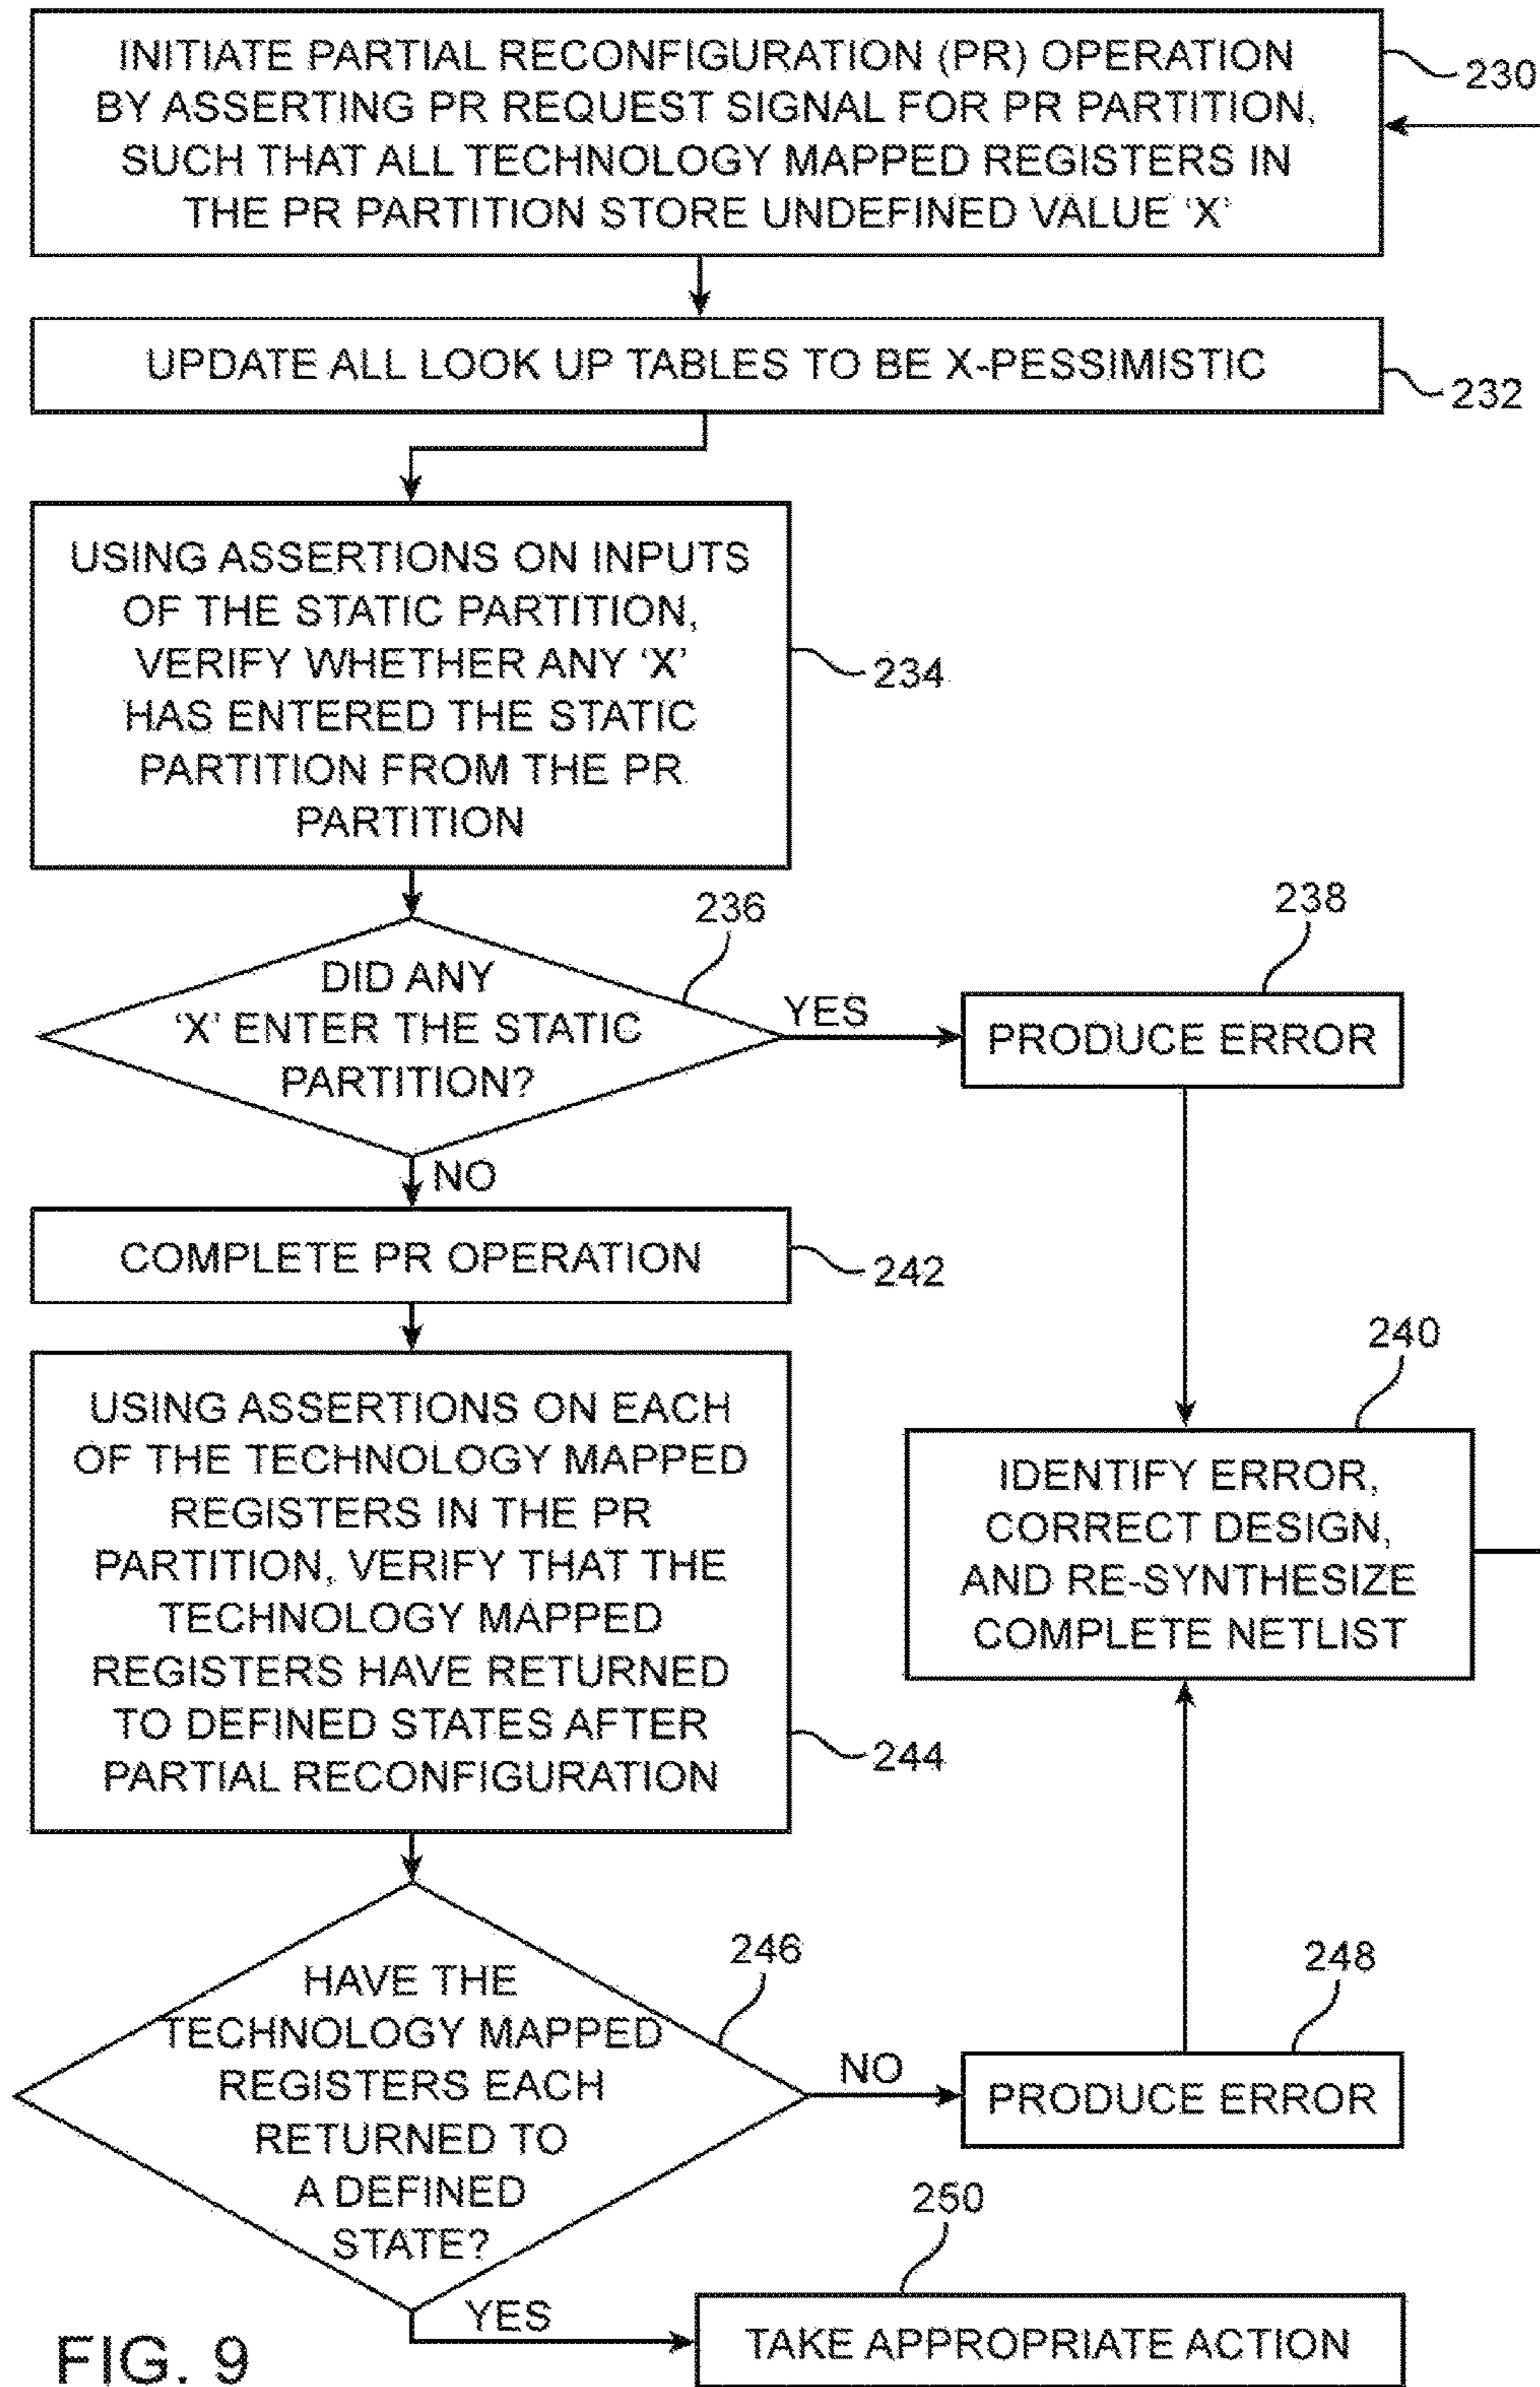 INITIATE PARTIAL RECONFIGURATION (PR) OPERATION
BY ASSERTING PR REQUEST SIGNAL FOR PR PARTITION,
SUCH THAT ALL TECHNOLOGY MAPPED REGISTERS IN
THE PR PARTITION STORE UNDEFINED VALUE ‘X’
230
UPDATE ALL LOOK UP TABLES TO BE X-PESSIMISTIC
232
USING ASSERTIONS ON INPUTS
OF THE STATIC PARTITION,
VERIFY WHETHER ANY ‘X’
HAS ENTERED THE STATIC
PARTITION FROM THE PR
PARTITION
234
236
DID ANY
‘X’ ENTER THE STATIC
PARTITION?
YES
238
PRODUCE ERROR
NO
COMPLETE PR OPERATION
242
USING ASSERTIONS ON EACH
OF THE TECHNOLOGY MAPPED
REGISTERS IN THE PR
PARTITION, VERIFY THAT THE
TECHNOLOGY MAPPED
REGISTERS HAVE RETURNED
TO DEFINED STATES AFTER
PARTIAL RECONFIGURATION
244
240
IDENTIFY ERROR,
CORRECT DESIGN,
AND RE-SYNTHESIZE
COMPLETE NETLIST
246
HAVE THE
TECHNOLOGY MAPPED
REGISTERS EACH
RETURNED TO
A DEFINED
STATE?
NO
248
PRODUCE ERROR
YES
250
TAKE APPROPRIATE ACTION
FIG. 9